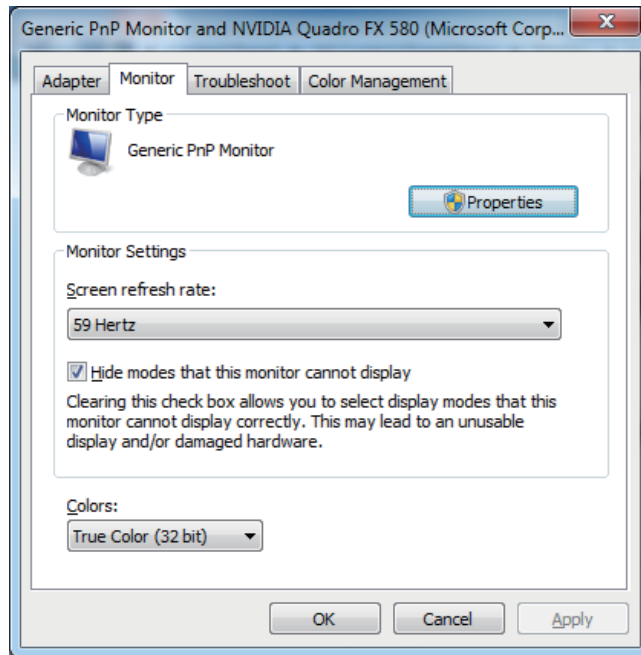 Generic PnP Monitor and NVIDIA Quadro FX 580 (Microsoft Corp...
Adapter Monitor Troubleshoot Color Management
Monitor Type
Generic PnP Monitor
Properties
Monitor Settings
Screen refresh rate:
59 Hertz
Hide modes that this monitor cannot display
Clearing this check box allows you to select display modes that this
monitor cannot display correctly. This may lead to an unusable
display and/or damaged hardware.
Colors:
True Color (32 bit)
OK Cancel Apply